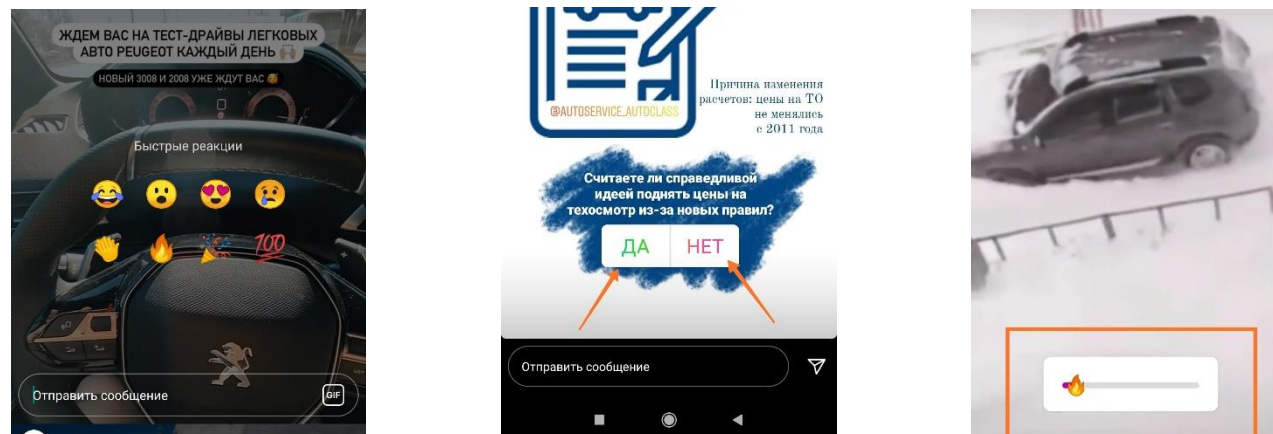 ЖДЕМ ВАС НА ТЕСТ-ДРАЙВЫ ЛЕГКОВЫХ
АВТО PEUGEOT КАЖДЫЙ ДЕНЬ 🙌🏻
НОВЫЙ 3008 И 2008 УЖЕ ЖДУТ ВАС 🥰
Быстрые реакции
Отправить сообщение
GIF
@AUTOSERVICE_AUTOCLASS
Причина изменения
расчетов: цены на ТО
не менялись
с 2011 года
Считаете ли справедливой
идеей поднять цены на
техосмотр из-за новых правил?
ДА НЕТ
Отправить сообщение